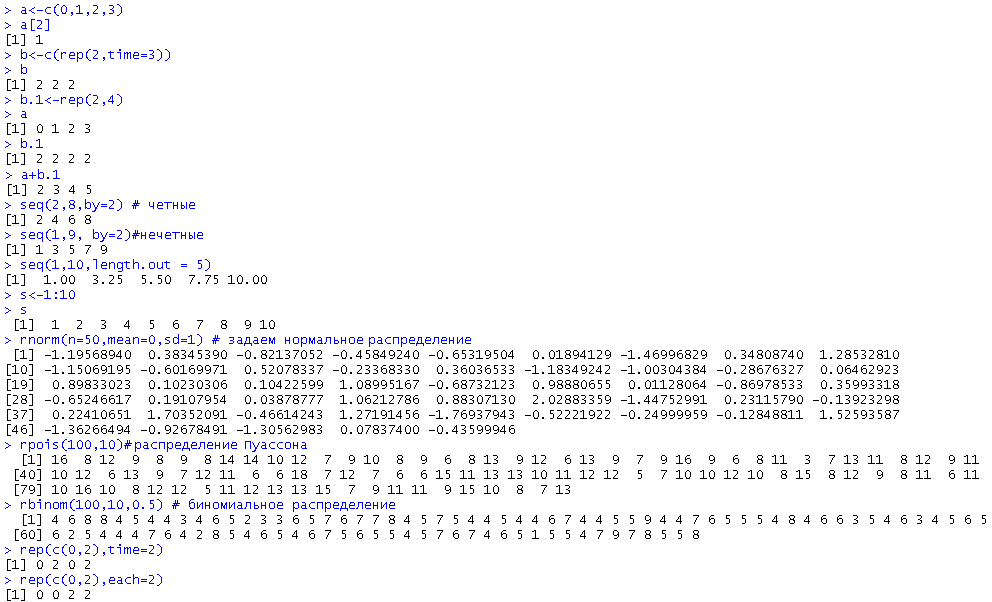 > a<-c(0,1,2,3)
> a[2]
[1] 1
> b<-c(rep(2,time=3))
> b
[1] 2 2 2
> b.1<-rep(2,4)
> a
[1] 0 1 2 3
> b.1
[1] 2 2 2 2
> a+b.1
[1] 2 3 4 5
> seq(2,8,by=2) # четные
[1] 2 4 6 8
> seq(1,9, by=2)#нечетные
[1] 1 3 5 7 9
> seq(1,10,length.out = 5)
[1]  1.00  3.25  5.50  7.75 10.00
> s<-1:10
> s
 [1]  1  2  3  4  5  6  7  8  9 10
> rnorm(n=50,mean=0,sd=1) # задаем нормальное распределение
 [1] -1.19568940  0.38345390 -0.82137052 -0.45849240 -0.65319504  0.01894129 -1.46996829  0.34808740  1.28532810
[10] -1.15069195 -0.60169971  0.52078337 -0.23368330  0.36036533 -1.18349242 -1.00304384 -0.28676327  0.06462923
[19]  0.89833023  0.10230306  0.10422599  1.08995167 -0.68732123  0.98880655  0.01128064 -0.86978533  0.35993318
[28] -0.65246617  0.19107954  0.03878777  1.06212786  0.88307130  2.02883359 -1.44752991  0.23115790 -0.13923298
[37]  0.22410651  1.70352091 -0.46614243  1.27191456 -1.76937943 -0.52221922 -0.24999959 -0.12848811  1.52593587
[46] -1.36266494 -0.92678491 -1.30562983  0.07837400 -0.43599946
> rpois(100,10)#распределение Пуассона
  [1] 16  8 12  9  8  9  8 14 14 10 12  7  9 10  8  9  6  8 13  9 12  6 13  9  7  9 16  9  6  8 11  3  7 13 11  8 12  9 11
 [40] 10 12  6 13  9  7 12 11  6  6 18  7 12  7  6  6 15 11 13 13 10 11 12 12  5  7 10 10 12 10  8 15  8 12  9  8 11  6 11
 [79] 10 16 10  8 12 12  5 11 12 13 13 15  7  9 11 11  9 15 10  8  7 13
> rbinom(100,10,0.5) # биномиальное распределение
  [1] 4 6 8 8 4 5 4 4 3 4 6 5 2 3 3 6 5 7 6 7 7 8 4 5 7 5 4 4 5 4 4 6 7 4 4 5 5 9 4 4 7 6 5 5 5 4 8 4 6 6 3 5 4 6 3 4 5 6 5
 [60] 6 2 5 4 4 4 7 6 4 2 8 5 4 6 5 4 6 7 5 6 5 5 4 5 7 6 7 4 6 5 1 5 5 4 7 9 7 8 5 5 8
> rep(c(0,2),time=2)
[1] 0 2 0 2
> rep(c(0,2),each=2)
[1] 0 0 2 2